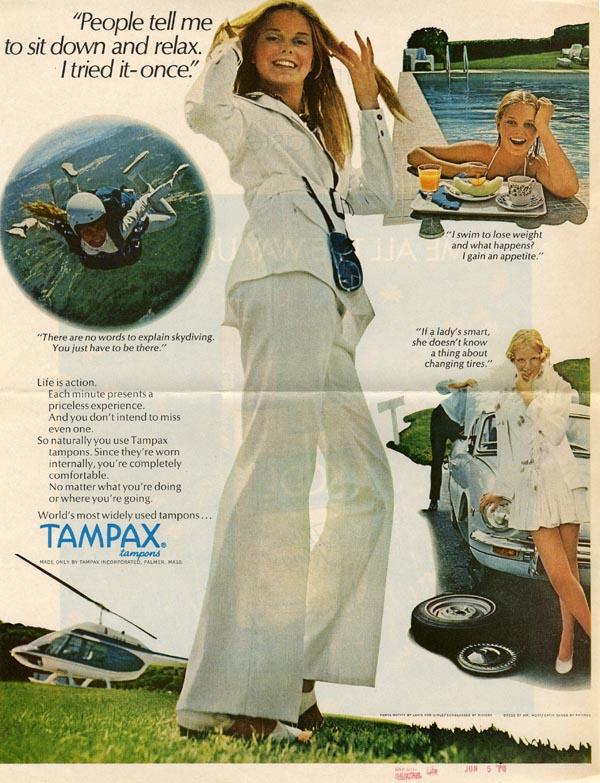 "People tell me
to sit down and relax.
I tried it-once."
"I swim to lose weight
and what happens?
I gain an appetite."
"There are no words to explain skydiving.
You just have to be there."
"If a lady's smart,
she doesn't know
a thing about
changing tires."
Life is action.
Each minute presents a
priceless experience.
And you don't intend to miss
even one.
So naturally you use Tampax
tampons. Since they're worn
internally, you're completely
comfortable.
No matter what you're doing
or where you're going.
World's most widely used tampons...
TAMPAX®
tampons
MADE ONLY BY TAMPAX INCORPORATED, PALMER, MASS.
JUN 5